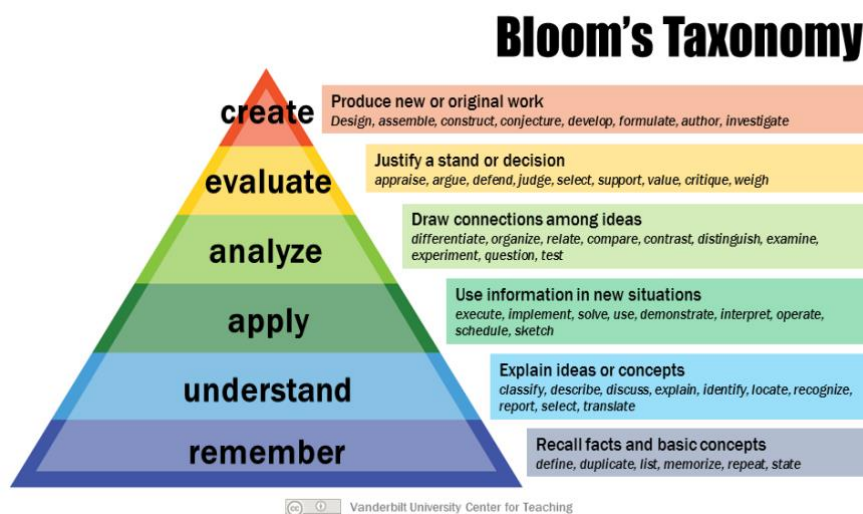 Bloom's Taxonomy
create
Produce new or original work
Design, assemble, construct, conjecture, develop, formulate, author, investigate
evaluate
Justify a stand or decision
appraise, argue, defend, judge, select, support, value, critique, weigh
analyze
Draw connections among ideas
differentiate, organize, relate, compare, contrast, distinguish, examine,
experiment, question, test
apply
Use information in new situations
execute, implement, solve, use, demonstrate, interpret, operate,
schedule, sketch
understand
Explain ideas or concepts
classify, describe, discuss, explain, identify, locate, recognize,
report, select, translate
remember
Recall facts and basic concepts
define, duplicate, list, memorize, repeat, state
cc Vanderbilt University Center for Teaching